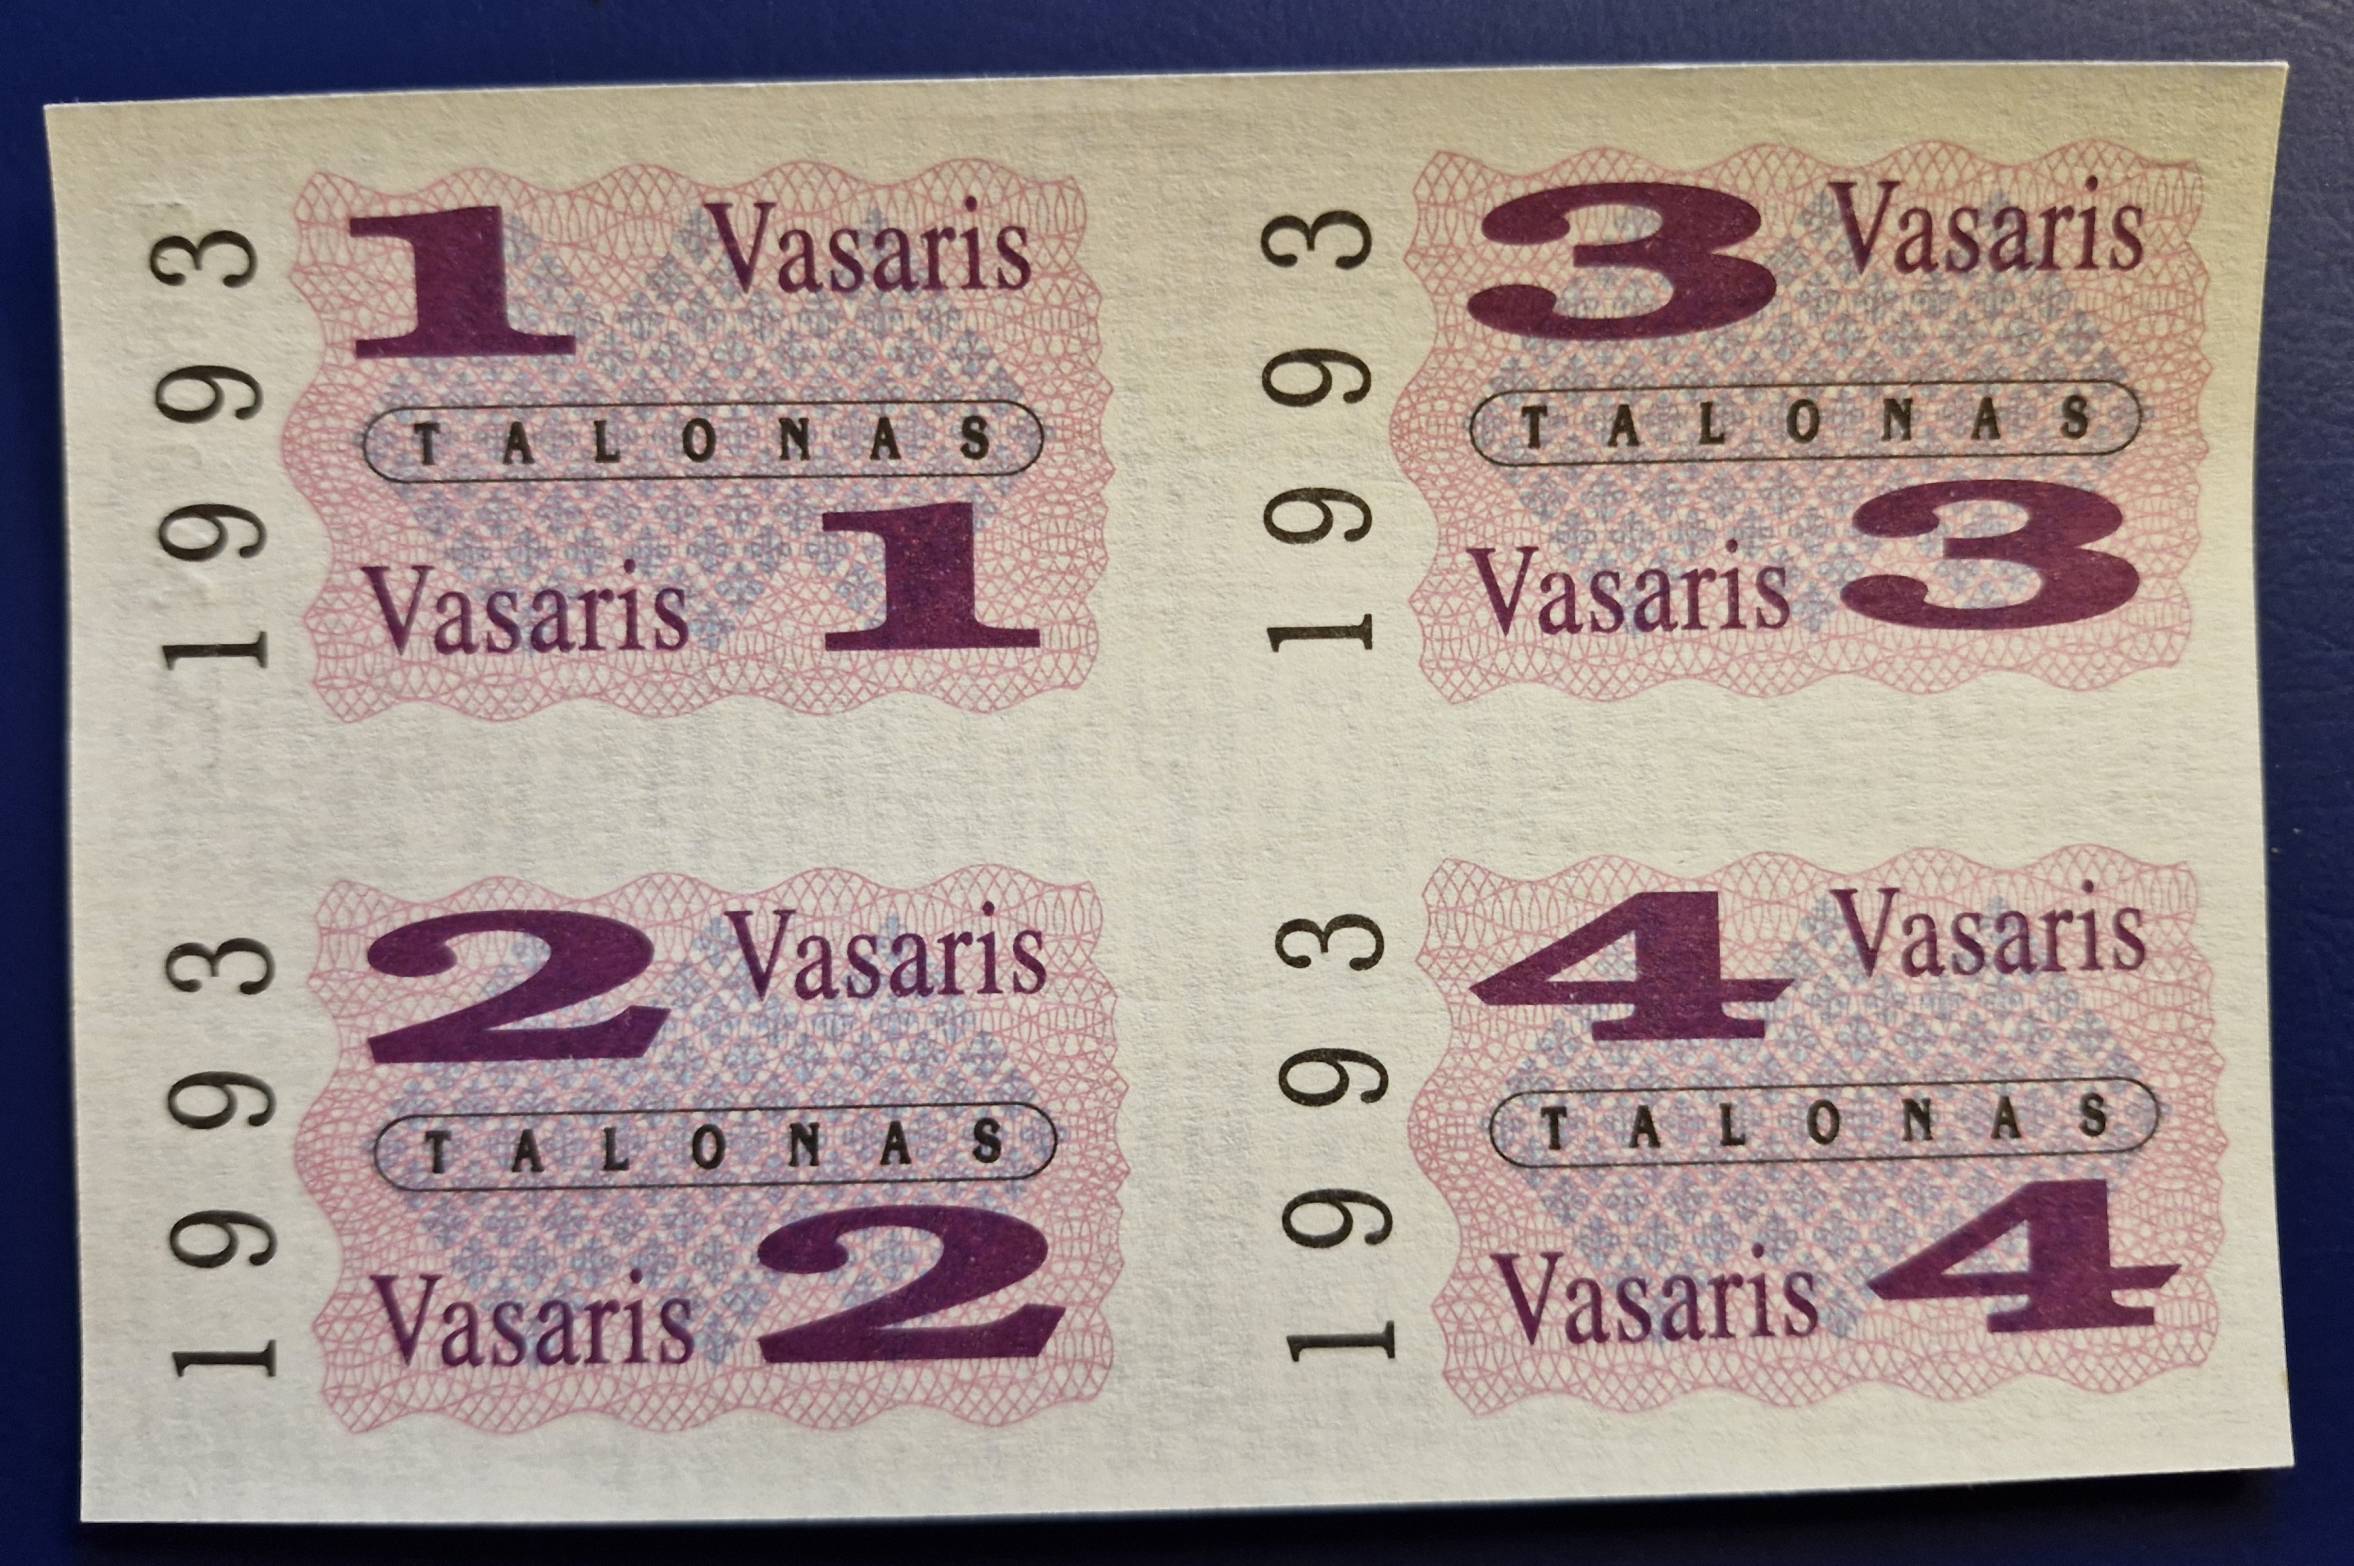 1993
1 Vasaris
TALONAS
Vasaris 1
1993
3 Vasaris
TALONAS
Vasaris 3
1993
2 Vasaris
TALONAS
Vasaris 2
1993
4 Vasaris
TALONAS
Vasaris 4